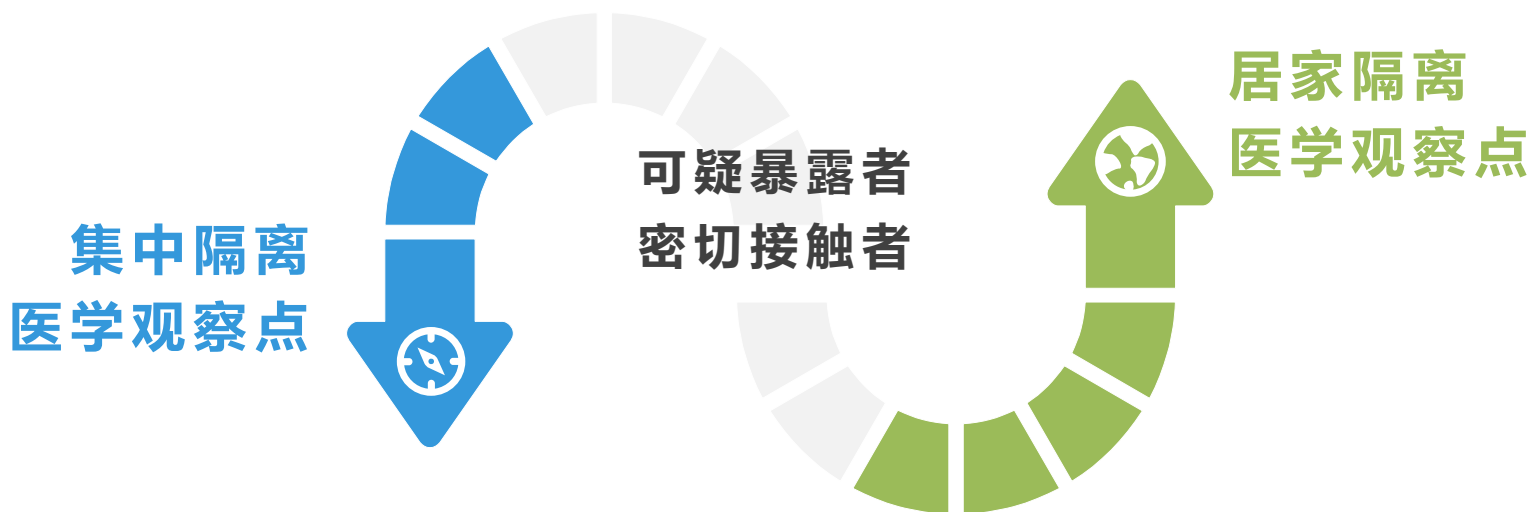 集中隔离
医学观察点
可疑暴露者
密切接触者
居家隔离
医学观察点